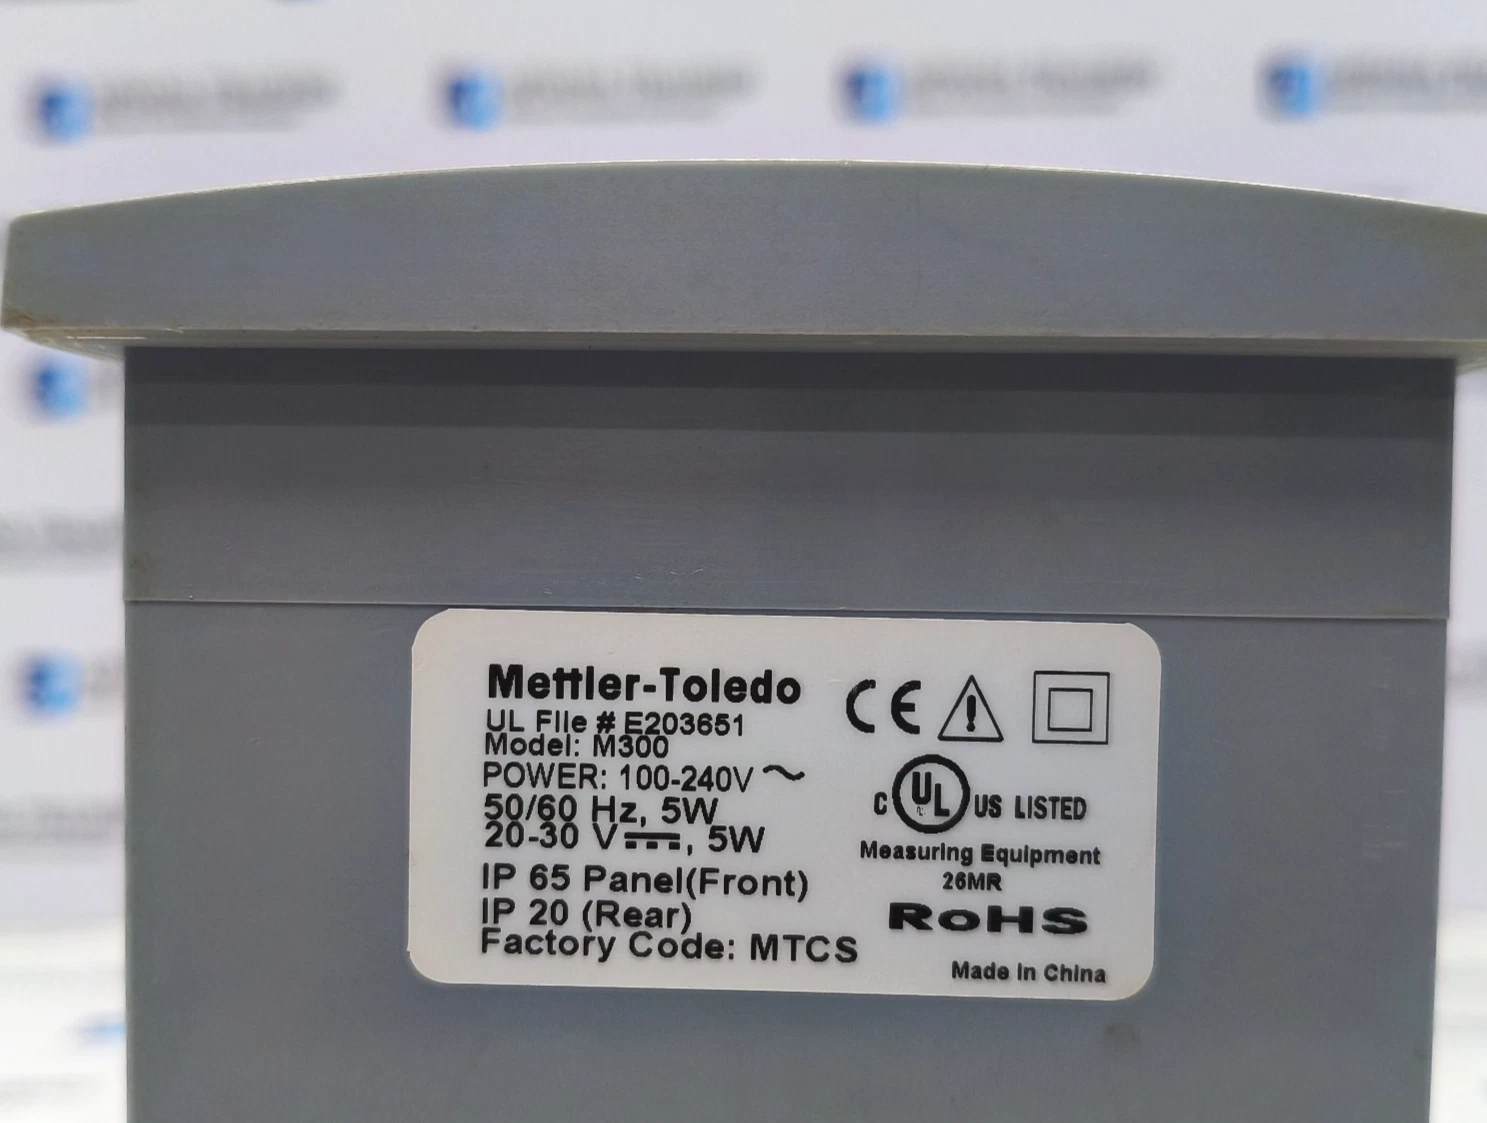 Mettler-Toledo
UL File # E203651
Model: M300
POWER: 100-240V ~
50/60 Hz, 5W
20-30 V⎓, 5W
IP 65 Panel(Front)
IP 20 (Rear)
Factory Code: MTCS
CE
C UL US LISTED
Measuring Equipment
26MR
RoHS
Made in China